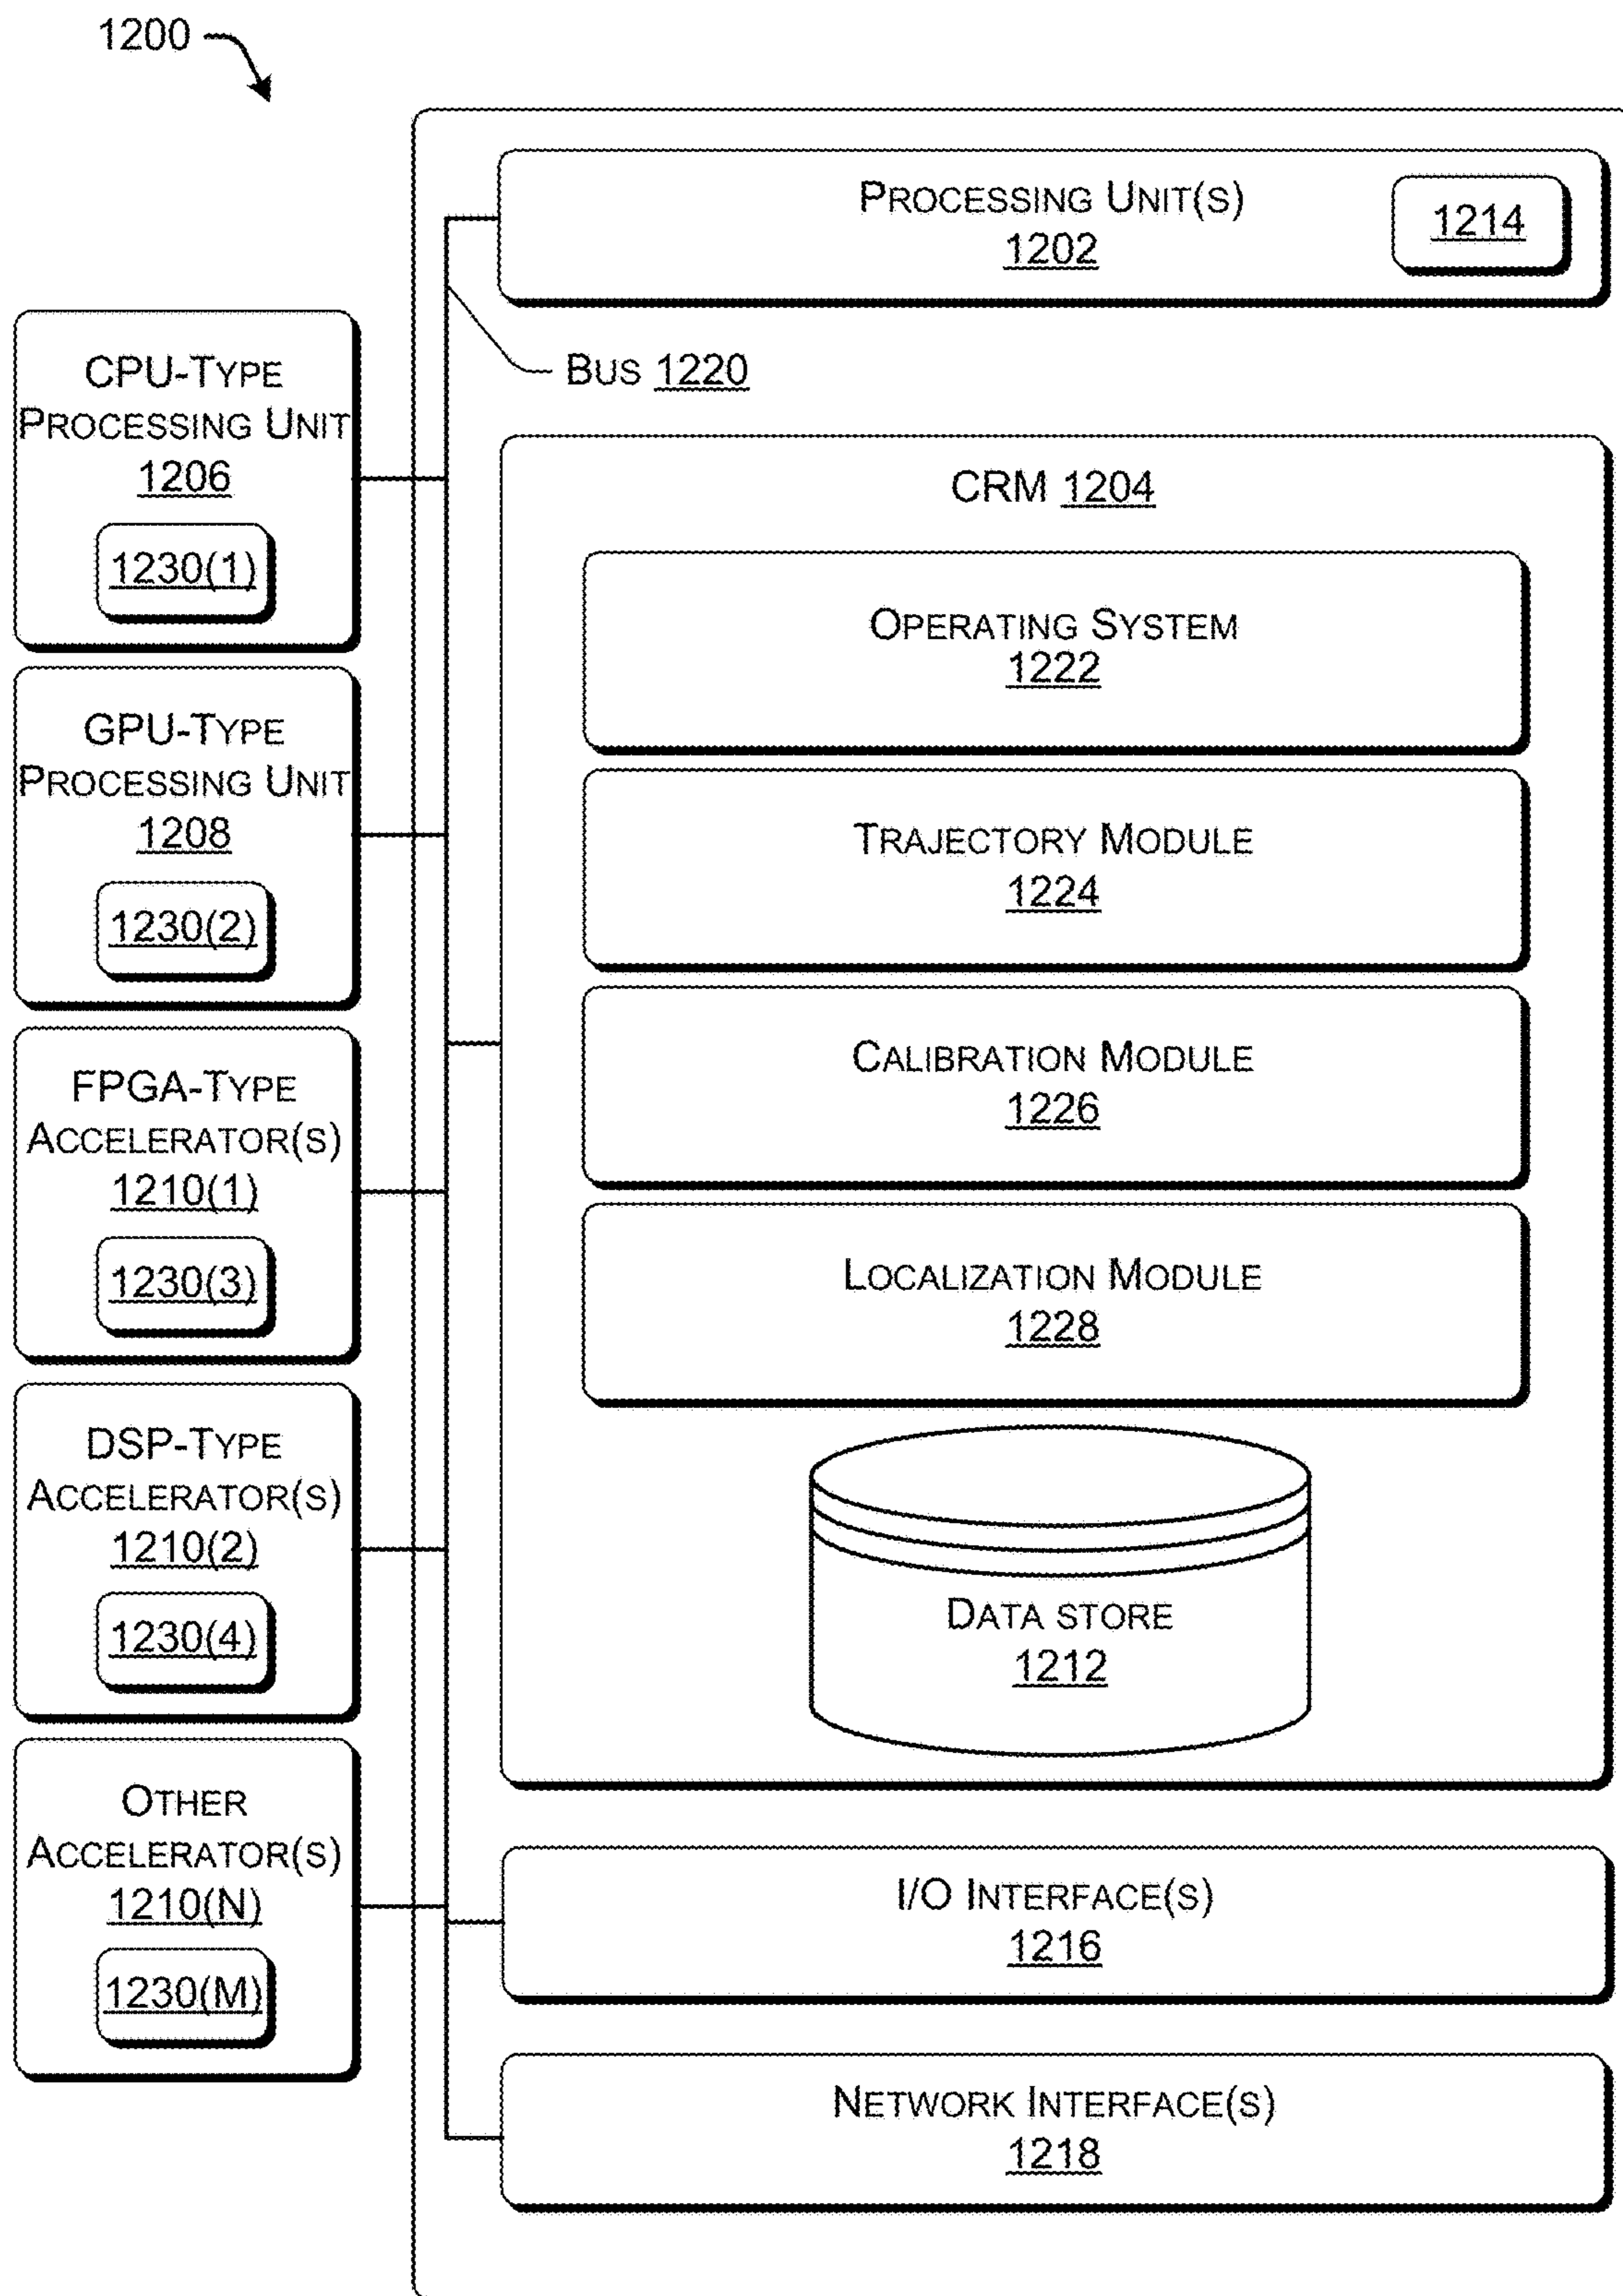 1200
PROCESSING UNIT(S)
1202
1214
BUS 1220
CPU-TYPE
PROCESSING UNIT
1206
1230(1)
GPU-TYPE
PROCESSING UNIT
1208
1230(2)
FPGA-TYPE
ACCELERATOR(S)
1210(1)
1230(3)
DSP-TYPE
ACCELERATOR(S)
1210(2)
1230(4)
OTHER
ACCELERATOR(S)
1210(N)
1230(M)
CRM 1204
OPERATING SYSTEM
1222
TRAJECTORY MODULE
1224
CALIBRATION MODULE
1226
LOCALIZATION MODULE
1228
DATA STORE
1212
I/O INTERFACE(S)
1216
NETWORK INTERFACE(S)
1218